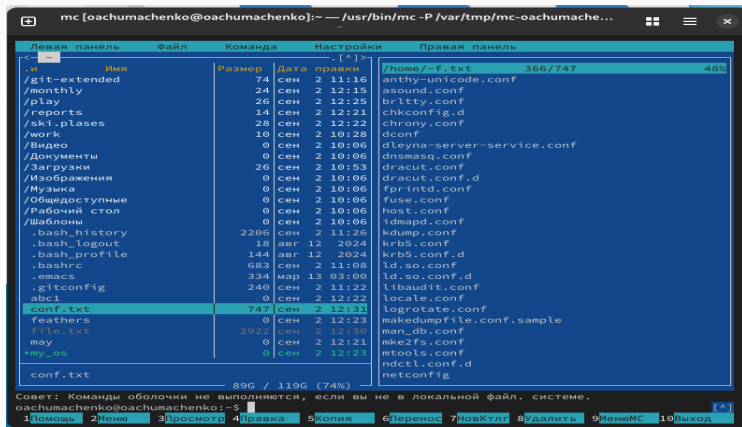 mc [oachumachenko@oachumachenko]:~ — /usr/bin/mc -P /var/tmp/mc-oachumache...
Левая панель Файл Команда Настройки Правая панель
<— ~ .[^]>
.и Имя Размер Дата правки
/git-extended 74 сен 2 11:16
/monthly 24 сен 2 12:15
/play 26 сен 2 12:25
/reports 14 сен 2 12:21
/ski.plases 28 сен 2 12:22
/work 10 сен 2 10:28
/Видео 0 сен 2 10:06
/Документы 0 сен 2 10:06
/Загрузки 26 сен 2 10:53
/Изображения 0 сен 2 10:06
/Музыка 0 сен 2 10:06
/Общедоступные 0 сен 2 10:06
/Рабочий стол 0 сен 2 10:06
/Шаблоны 0 сен 2 10:06
.bash_history 2206 сен 2 11:26
.bash_logout 18 авг 12 2024
.bash_profile 144 авг 12 2024
.bashrc 683 сен 2 11:08
.emacs 334 мар 13 03:00
.gitconfig 240 сен 2 11:22
abc1 0 сен 2 12:22
conf.txt 747 сен 2 12:31
feathers 0 сен 2 12:23
file.txt 2922 сен 2 12:30
may 0 сен 2 12:21
*my_os 0 сен 2 12:23
conf.txt
89G / 119G (74%)
/home/~f.txt 366/747 48%
anthy-unicode.conf
asound.conf
brltty.conf
chkconfig.d
chrony.conf
dconf
dleyna-server-service.conf
dnsmasq.conf
dracut.conf
dracut.conf.d
fprintd.conf
fuse.conf
host.conf
idmapd.conf
kdump.conf
krb5.conf
krb5.conf.d
ld.so.conf
ld.so.conf.d
libaudit.conf
locale.conf
logrotate.conf
makedumpfile.conf.sample
man_db.conf
mke2fs.conf
mtools.conf
ndctl.conf.d
netconfig
Совет: Команды оболочки не выполняются, если вы не в локальной файл. системе.
oachumachenko@oachumachenko:~$ [^]
1Помощь 2Меню 3Просмотр 4Правка 5Копия 6Перенос 7НовКтлг 8Удалить 9МенюMC 10Выход